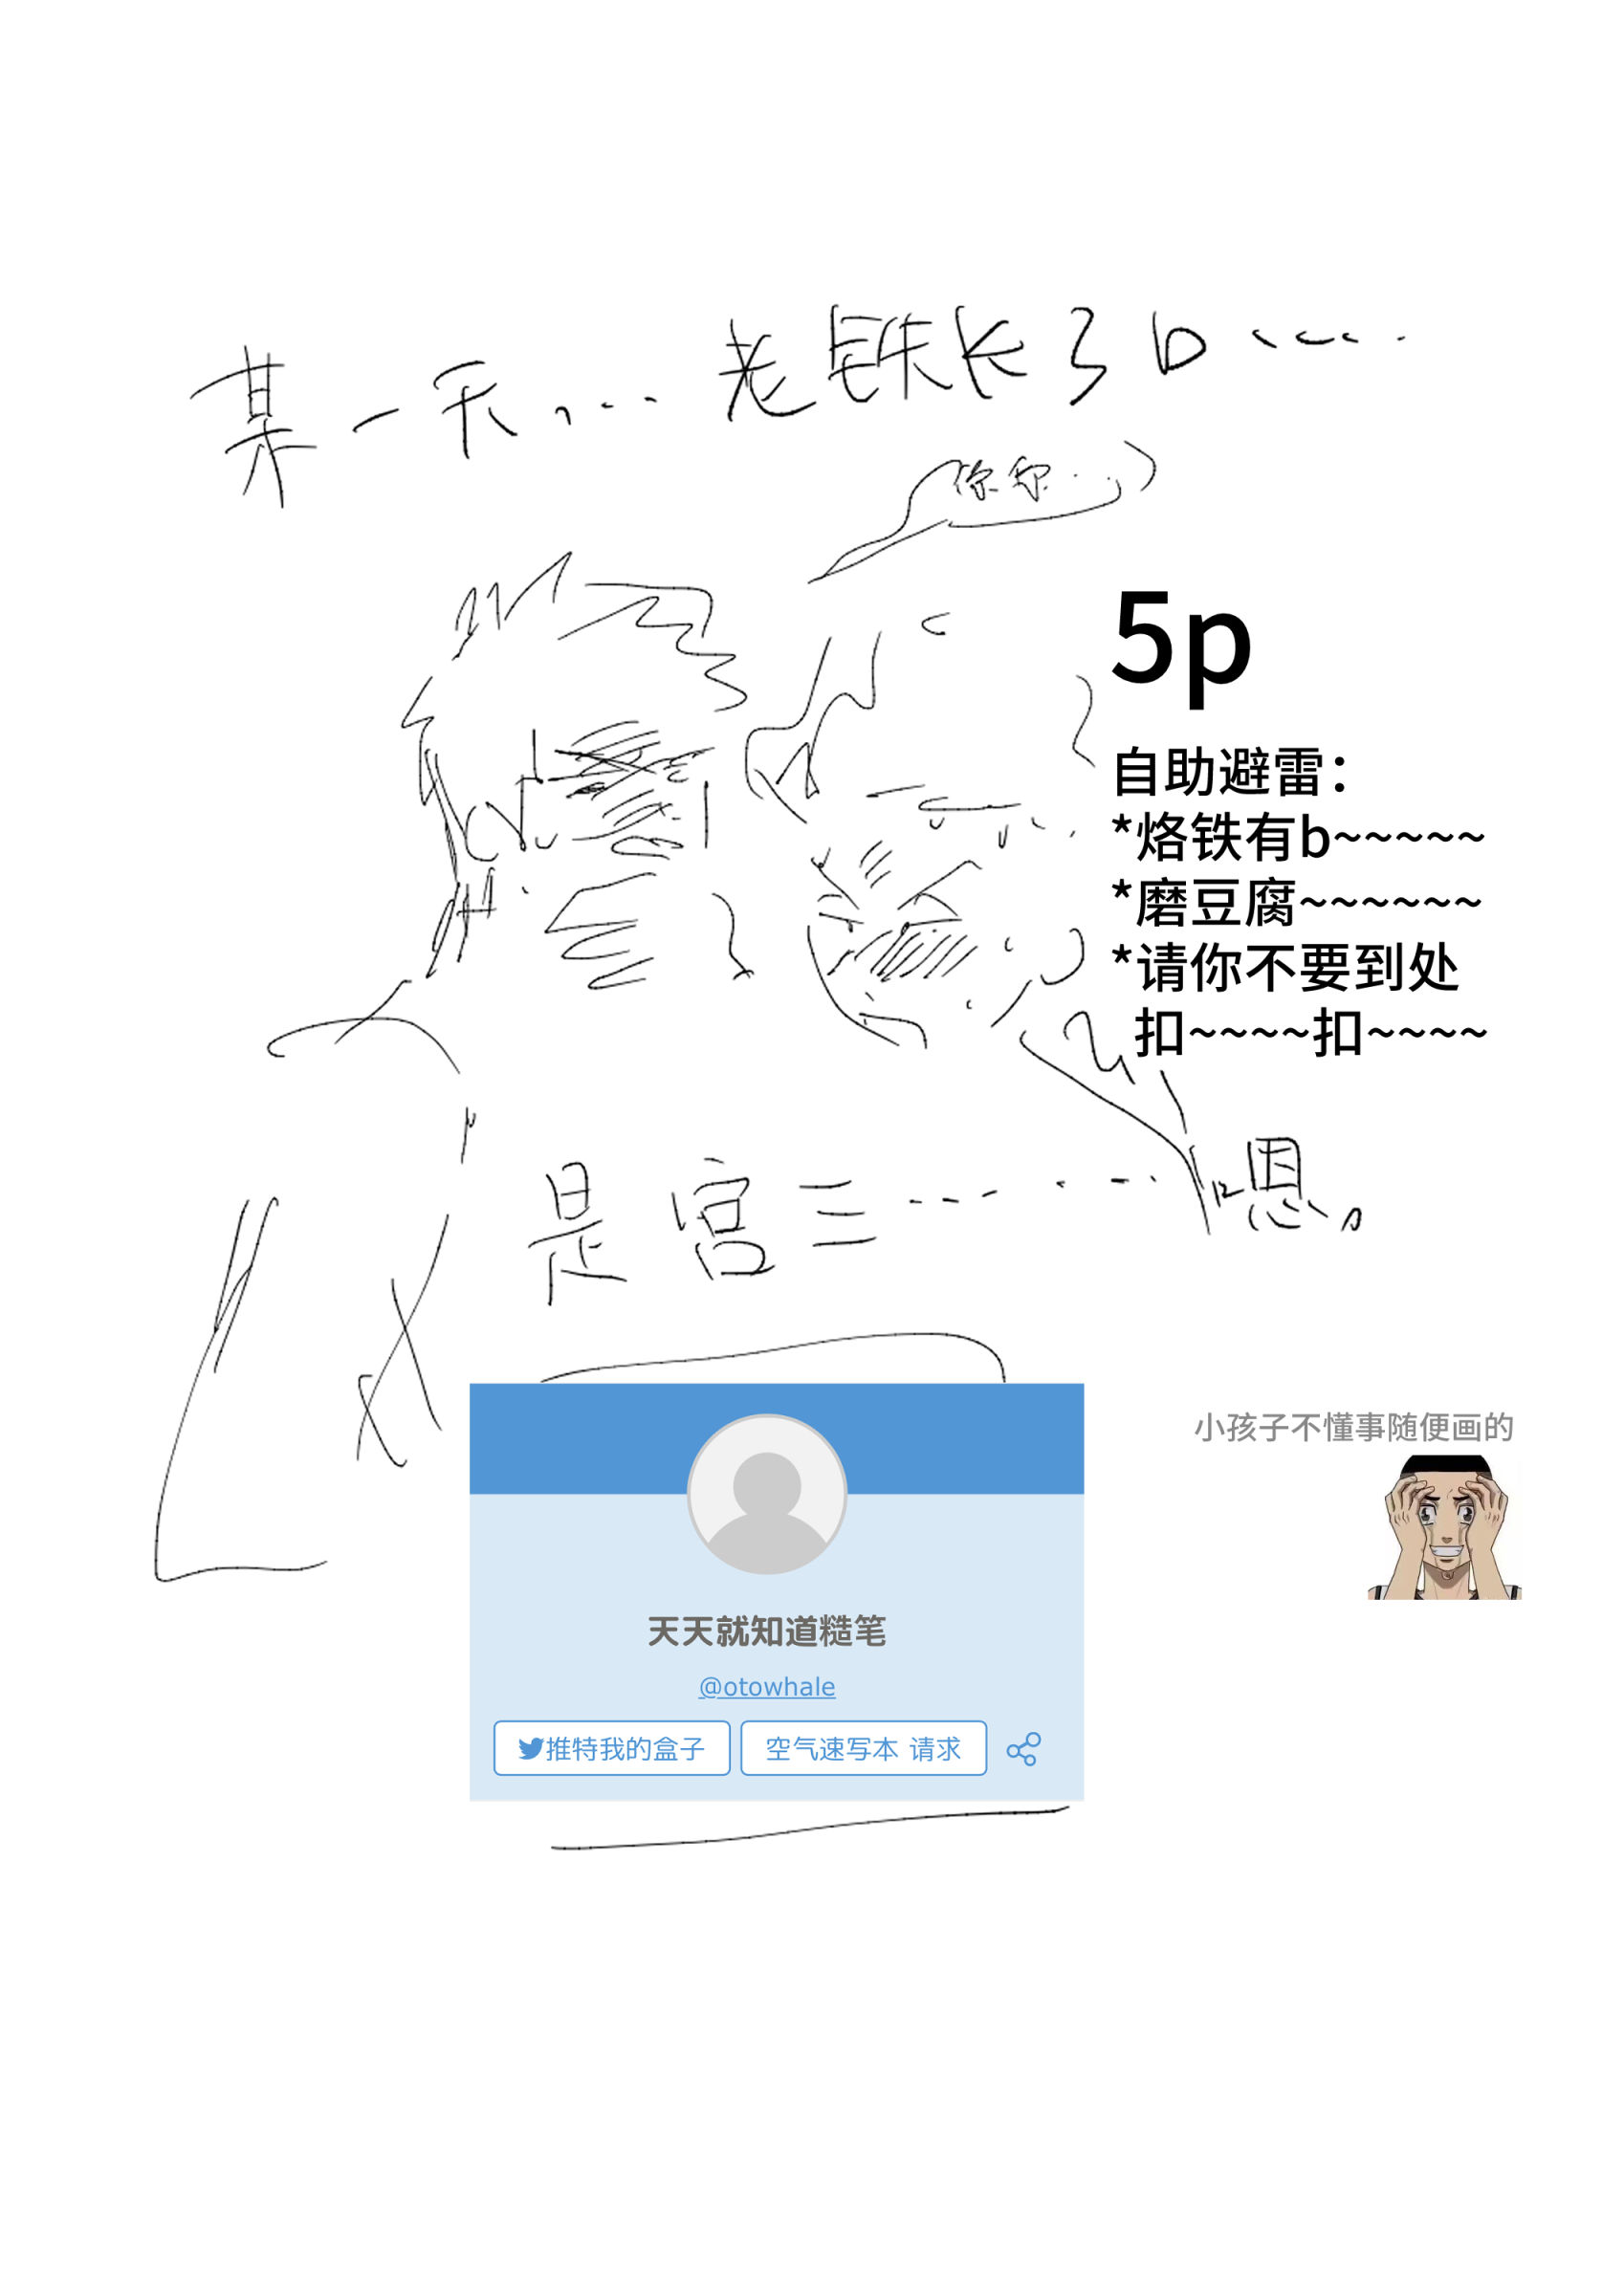 某一天，…老铁长了b……
你你…
5p
自助避雷：
*烙铁有b~~~~~
*磨豆腐~~~~~~
*请你不要到处
扣~~~~扣~~~~
是宫三……嗯。
小孩子不懂事随便画的
天天就知道糙笔
@otowhale
推特我的盒子
空气速写本 请求